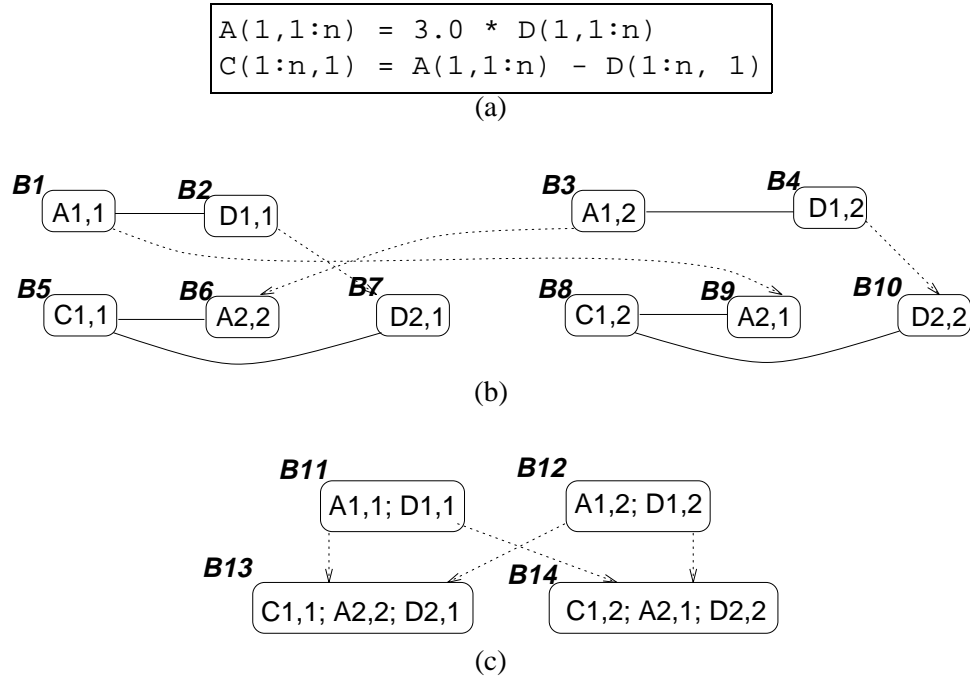 A(1,1:n) = 3.0 * D(1,1:n)
C(1:n,1) = A(1,1:n) - D(1:n, 1)
(a)
B1
B2
B3
B4
A1,1
D1,1
A1,2
D1,2
B5
B6
B7
B8
B9
B10
C1,1
A2,2
D2,1
C1,2
A2,1
D2,2
(b)
B11
B12
A1,1; D1,1
A1,2; D1,2
B13
B14
C1,1; A2,2; D2,1
C1,2; A2,1; D2,2
(c)